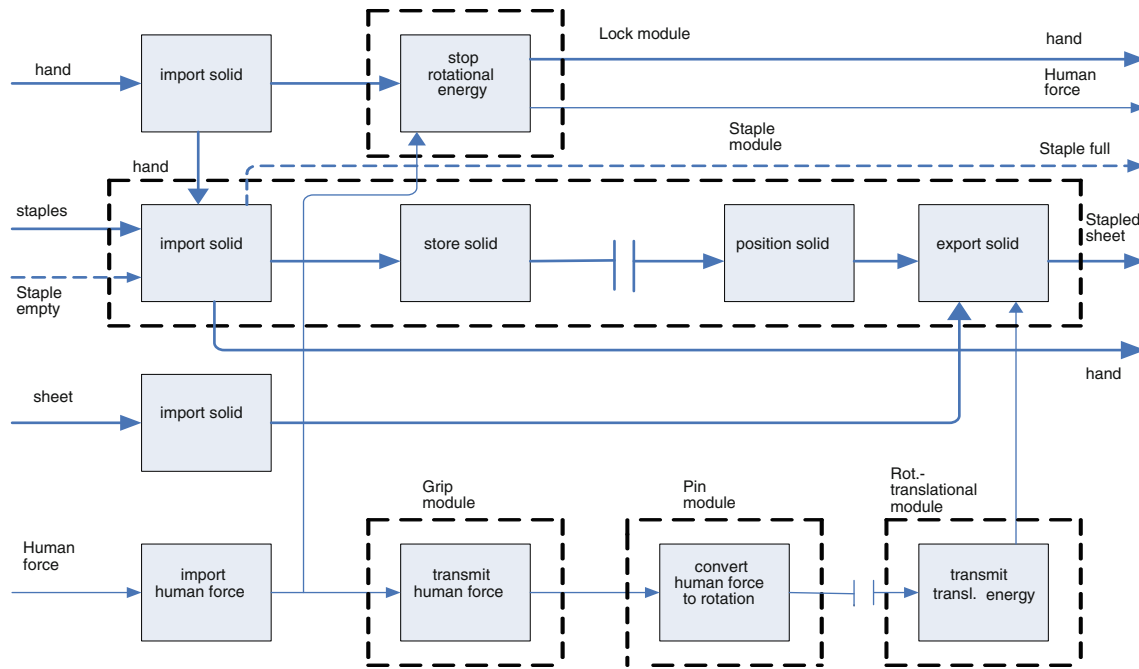 Lock module
hand
hand
import solid
stop
rotational
energy
Human
force
Staple
module
Staple full
hand
staples
import solid
store solid
position solid
export solid
Stapled
sheet
Staple
empty
hand
sheet
import solid
Grip
module
Pin module
Rot.-
translational
module
Human
force
import
human force
transmit
human force
convert
human force
to rotation
transmit
transl. energy